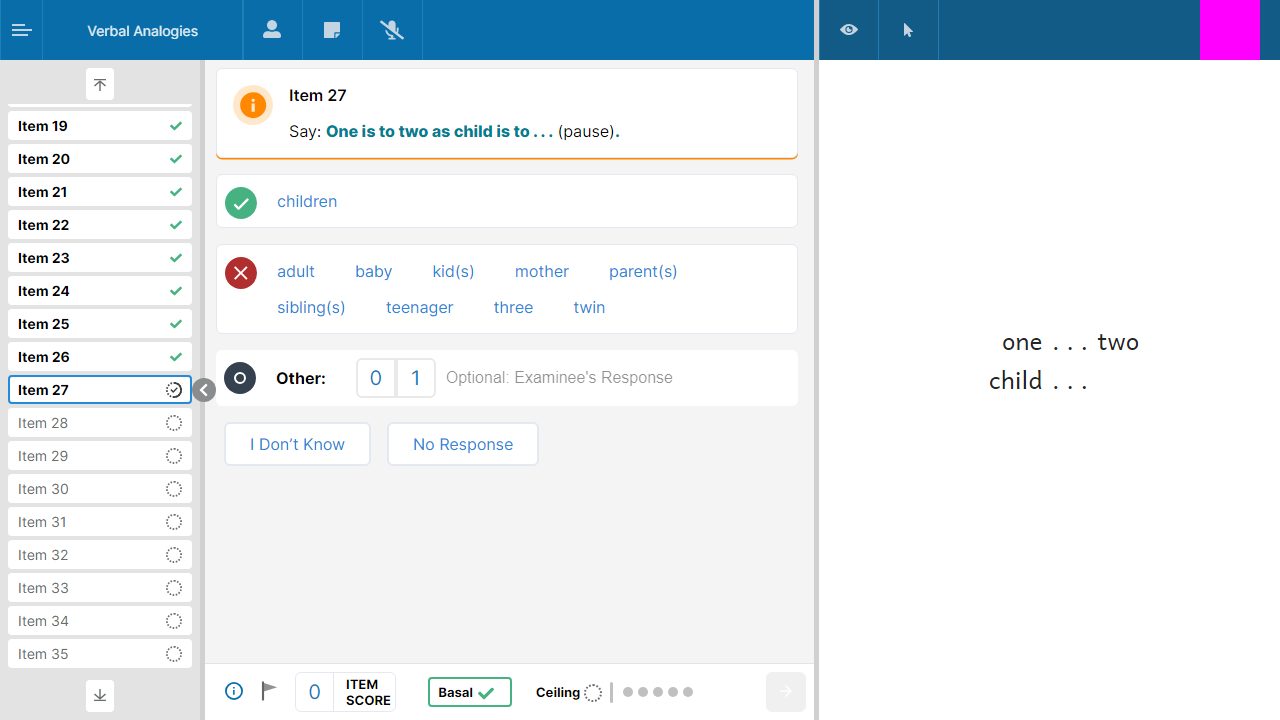 Verbal Analogies
Item 19
Item 20
Item 21
Item 22
Item 23
Item 24
Item 25
Item 26
Item 27
Item 28
Item 29
Item 30
Item 31
Item 32
Item 33
Item 34
Item 35
Item 27
Say: One is to two as child is to . . . (pause).
children
adult baby kid(s) mother parent(s)
sibling(s) teenager three twin
Other: 0 1 Optional: Examinee's Response
I Don’t Know No Response
0 ITEM SCORE Basal Ceiling
one . . . two
child . . .